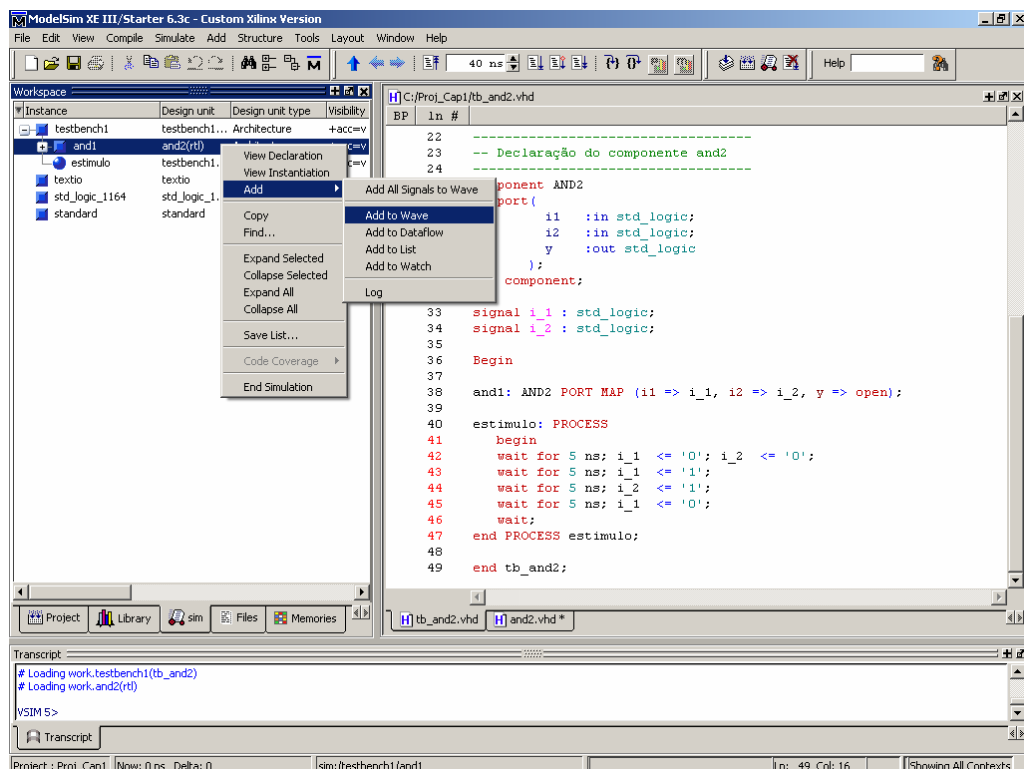 ModelSim XE III/Starter 6.3c - Custom Xilinx Version
File Edit View Compile Simulate Add Structure Tools Layout Window Help
40 ns
Help
Workspace
Instance Design unit Design unit type Visibility
testbench1 testbench1... Architecture +acc=v
and1 and2(rtl)
c=v
estimulo testbench1.
c=v
textio textio
std_logic_1164 std_logic_1.
standard standard
View Declaration
View Instantiation
Add
Copy
Find...
Expand Selected
Collapse Selected
Expand All
Collapse All
Save List...
Code Coverage
End Simulation
Add All Signals to Wave
Add to Wave
Add to Dataflow
Add to List
Add to Watch
Log
C:/Proj_Cap1/tb_and2.vhd
BP ln #
22 -----------------------------------
23 -- Declaração do componente and2
24 -----------------------------------
ponent AND2
port(
i1 :in std_logic;
i2 :in std_logic;
y :out std_logic
);
component;
33 signal i_1 : std_logic;
34 signal i_2 : std_logic;
35
36 Begin
37
38 and1: AND2 PORT MAP (i1 => i_1, i2 => i_2, y => open);
39
40 estimulo: PROCESS
41 begin
42 wait for 5 ns; i_1 <= '0'; i_2 <= '0';
43 wait for 5 ns; i_1 <= '1';
44 wait for 5 ns; i_2 <= '1';
45 wait for 5 ns; i_1 <= '0';
46 wait;
47 end PROCESS estimulo;
48
49 end tb_and2;
Project Library sim Files Memories
tb_and2.vhd and2.vhd *
Transcript
# Loading work.testbench1(tb_and2)
# Loading work.and2(rtl)
VSIM 5>
Transcript
Project : Proj_Cap1 Now: 0 ns Delta: 0 sim:/testbench1/and1 Ln: 49 Col: 16 Showing All Contexts